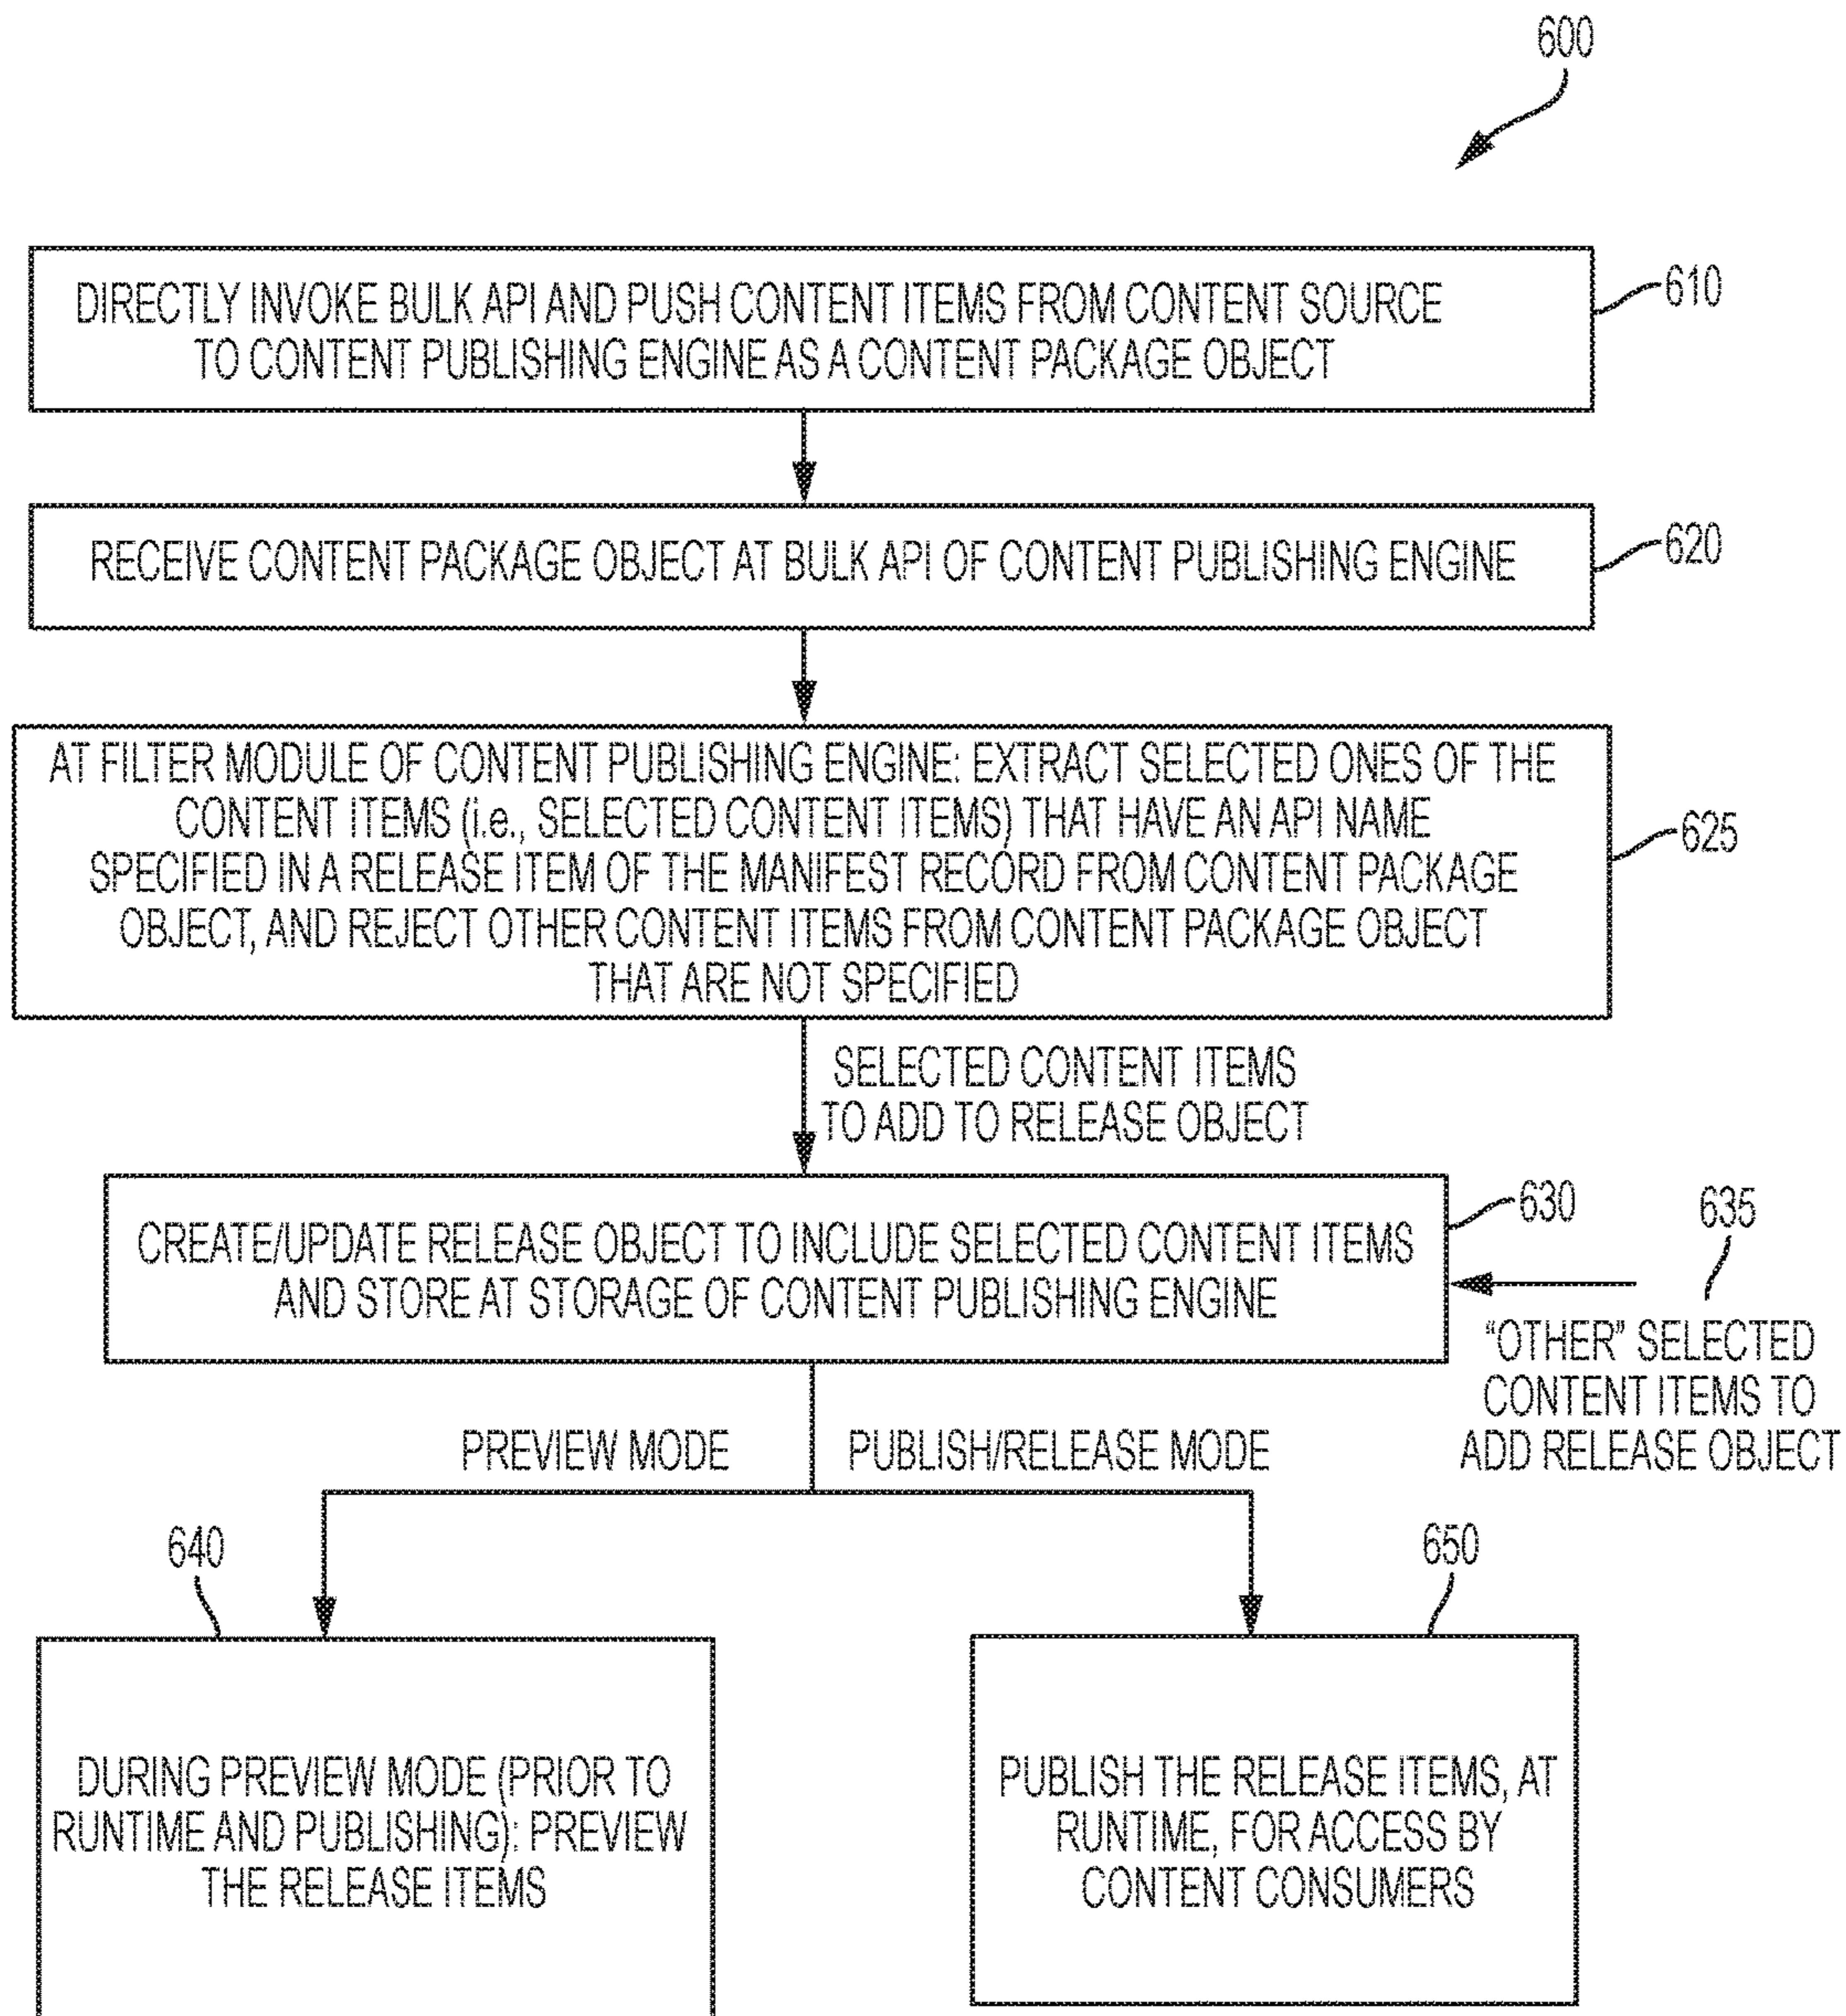 600
DIRECTLY INVOKE BULK API AND PUSH CONTENT ITEMS FROM CONTENT SOURCE
TO CONTENT PUBLISHING ENGINE AS A CONTENT PACKAGE OBJECT
610
RECEIVE CONTENT PACKAGE OBJECT AT BULK API OF CONTENT PUBLISHING ENGINE
620
AT FILTER MODULE OF CONTENT PUBLISHING ENGINE: EXTRACT SELECTED ONES OF THE
CONTENT ITEMS (i.e., SELECTED CONTENT ITEMS) THAT HAVE AN API NAME
SPECIFIED IN A RELEASE ITEM OF THE MANIFEST RECORD FROM CONTENT PACKAGE
OBJECT, AND REJECT OTHER CONTENT ITEMS FROM CONTENT PACKAGE OBJECT
THAT ARE NOT SPECIFIED
625
SELECTED CONTENT ITEMS
TO ADD TO RELEASE OBJECT
CREATE/UPDATE RELEASE OBJECT TO INCLUDE SELECTED CONTENT ITEMS
AND STORE AT STORAGE OF CONTENT PUBLISHING ENGINE
630
635
“OTHER” SELECTED
CONTENT ITEMS TO
ADD RELEASE OBJECT
PREVIEW MODE
PUBLISH/RELEASE MODE
640
DURING PREVIEW MODE (PRIOR TO
RUNTIME AND PUBLISHING): PREVIEW
THE RELEASE ITEMS
650
PUBLISH THE RELEASE ITEMS, AT
RUNTIME, FOR ACCESS BY
CONTENT CONSUMERS